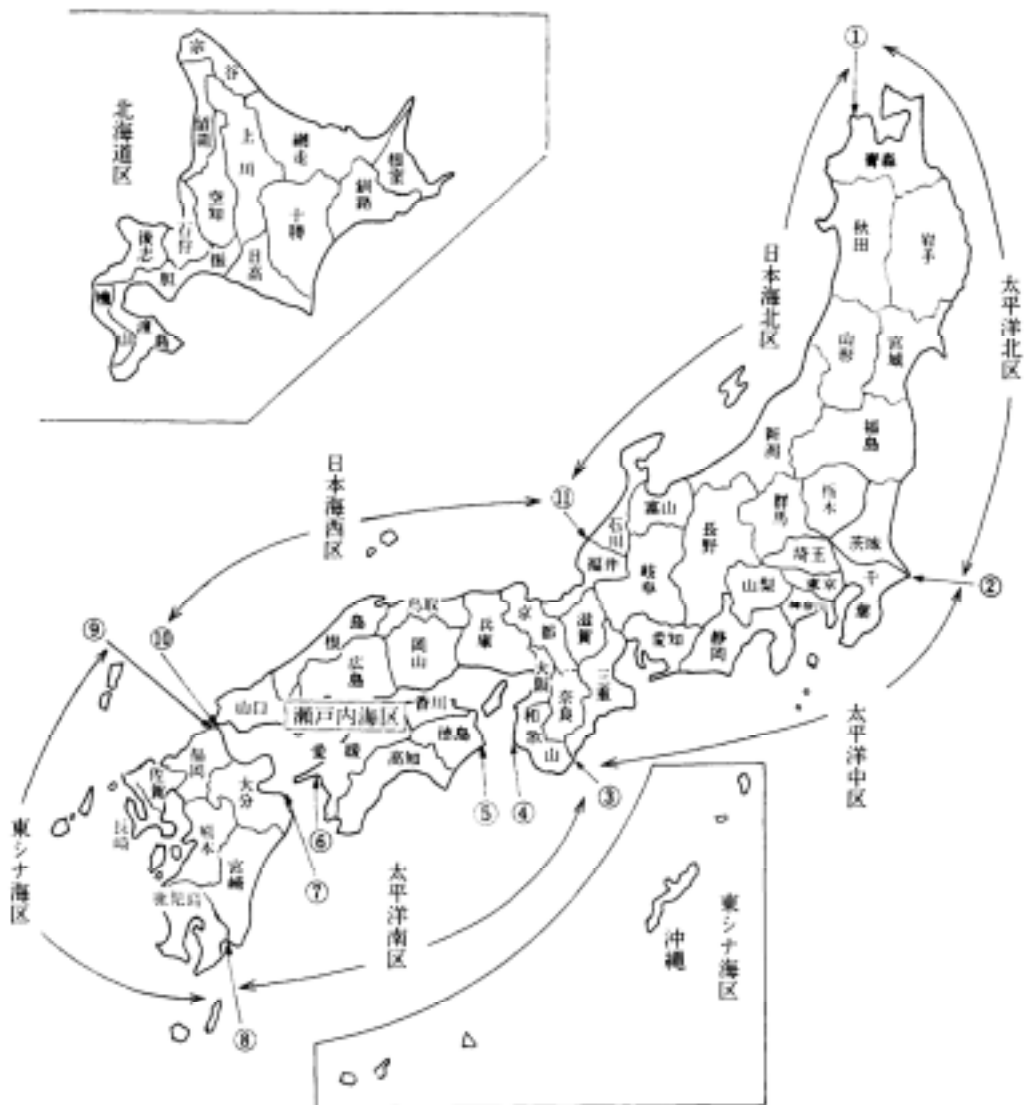 北海道区
宗
谷
留萌
上
川
網走
根室
釧路
十勝
空知
石狩
後志
胆
振
日高
檜
山
渡島
①
青森
秋田
岩手
山形
宮城
福島
新潟
日本海北区
太平洋北区
日本海西区
⑪
石川
富山
福井
岐阜
長野
群馬
栃木
茨城
埼玉
東京
千
葉
山梨
神奈川
静岡
愛知
②
⑨
⑩
島
根
鳥取
岡山
広島
山口
兵庫
京
都
滋賀
大阪
奈良
三重
和
歌
山
瀬戸内海区
香川
徳島
愛
媛
高知
太平洋中区
③
④
⑤
⑥
⑦
⑧
福岡
佐賀
長崎
大分
熊本
宮崎
鹿児島
東シナ海区
太平洋南区
沖縄
東シナ海区